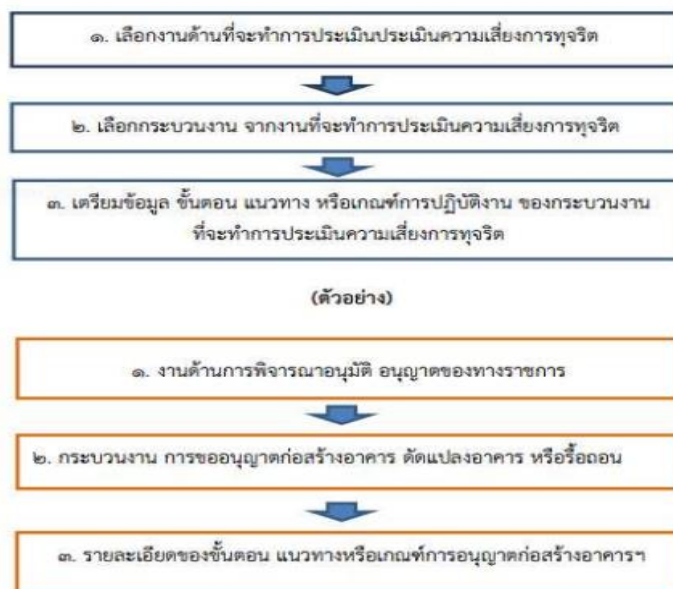 ๑. เลือกงานด้านที่จะทำการประเมินประเมินความเสี่ยงการทุจริต
๒. เลือกกระบวนงาน จากงานที่จะทำการประเมินความเสี่ยงการทุจริต
๓. เตรียมข้อมูล ขั้นตอน แนวทาง หรือเกณฑ์การปฏิบัติงาน ของกระบวนงาน
ที่จะทำการประเมินความเสี่ยงการทุจริต
(ตัวอย่าง)
๑. งานด้านการพิจารณาอนุมัติ อนุญาตของทางราชการ
๒. กระบวนงาน การขออนุญาตก่อสร้างอาคาร ดัดแปลงอาคาร หรือรื้อถอน
๓. รายละเอียดของขั้นตอน แนวทางหรือเกณฑ์การอนุญาตก่อสร้างอาคารฯ